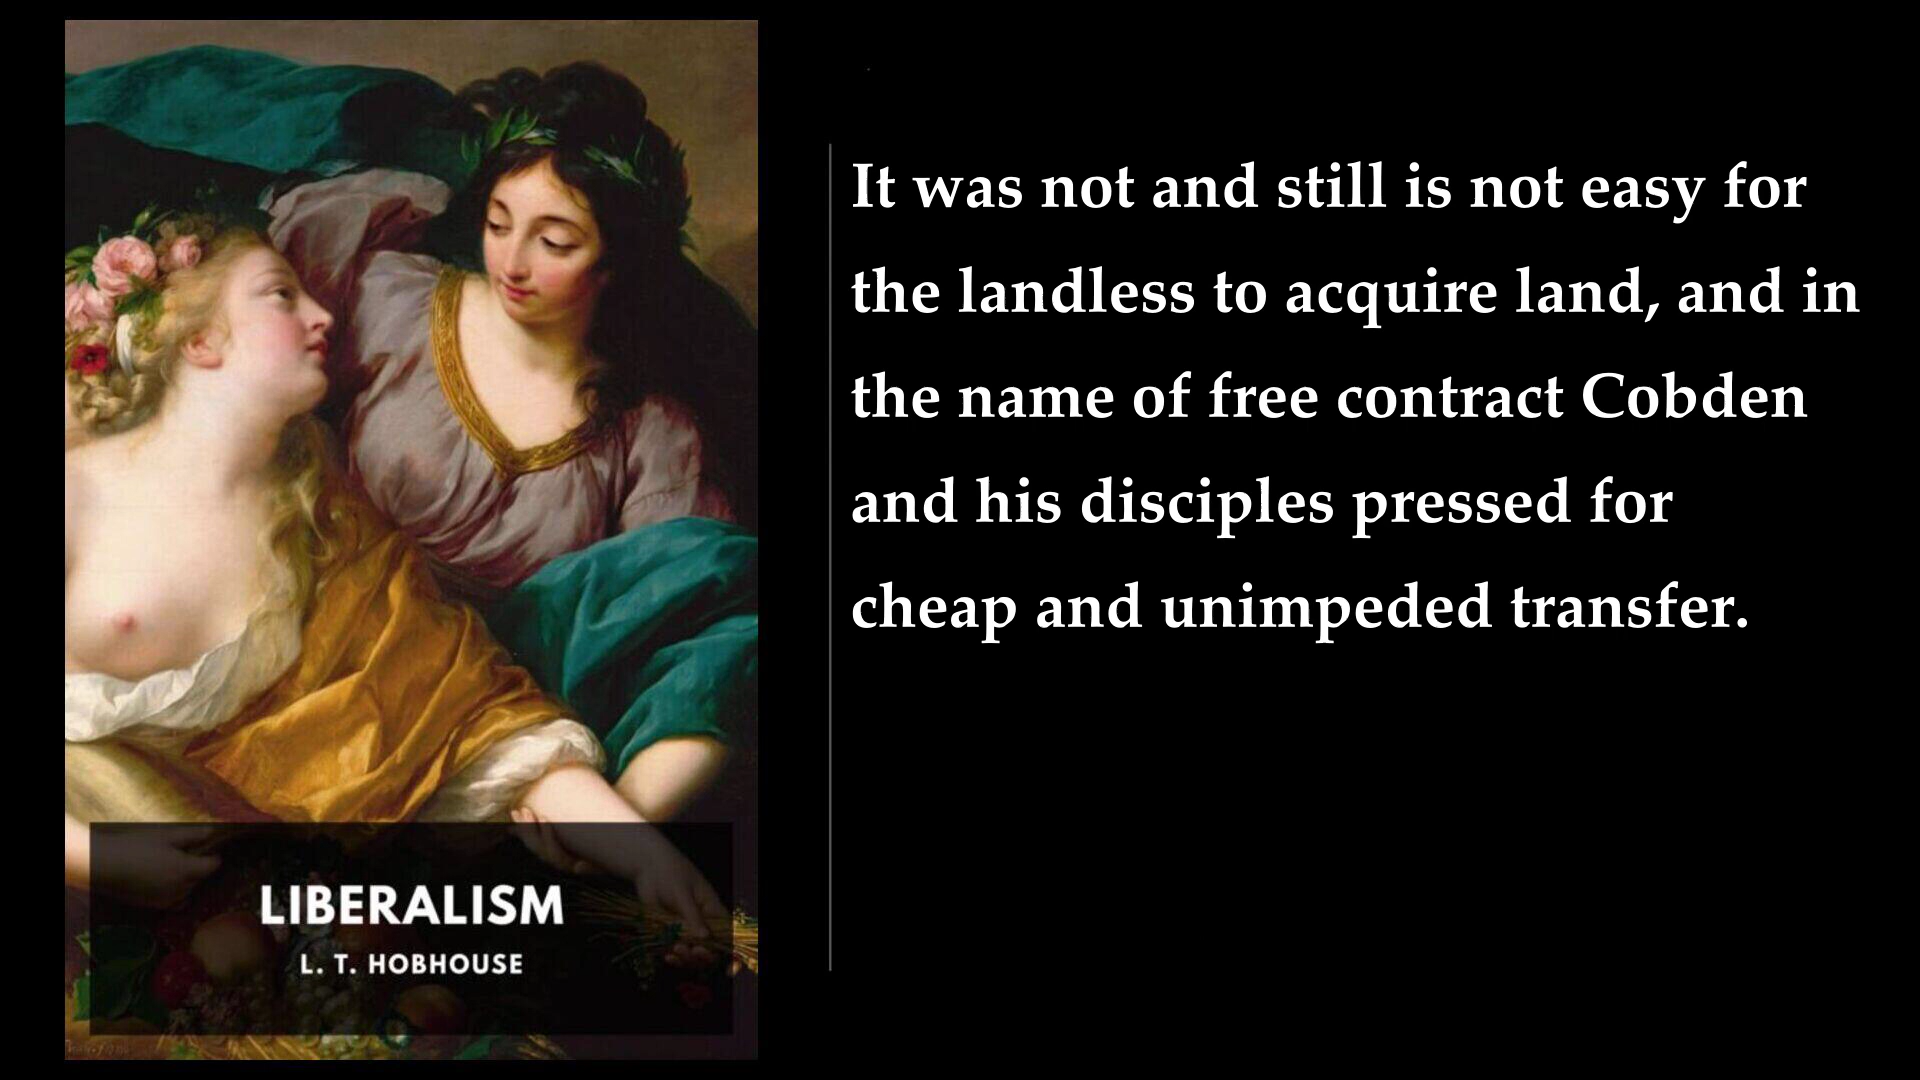 It was not and still is not easy for
the landless to acquire land, and in
the name of free contract Cobden
and his disciples pressed for
cheap and unimpeded transfer.
LIBERALISM
L. T. HOBHOUSE